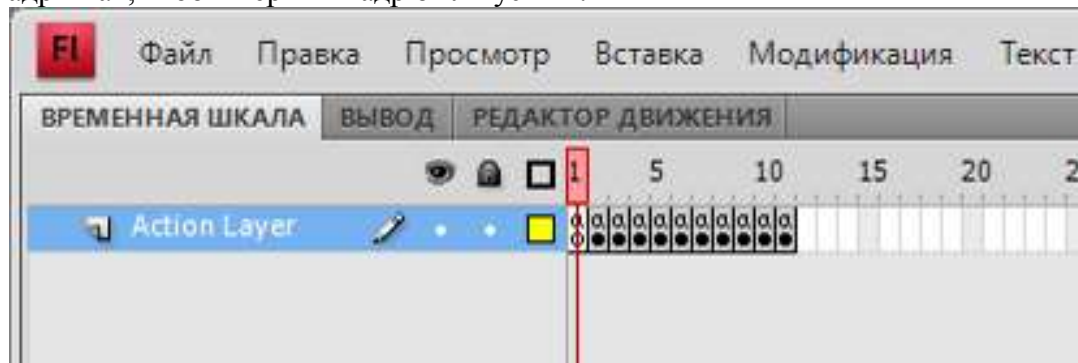 Fl Файл Правка Просмотр Вставка Модификация Текст
ВРЕМЕННАЯ ШКАЛА ВЫВОД РЕДАКТОР ДВИЖЕНИЯ
1 5 10 15 20 2
Action Layer
a a a a a a a a a a a